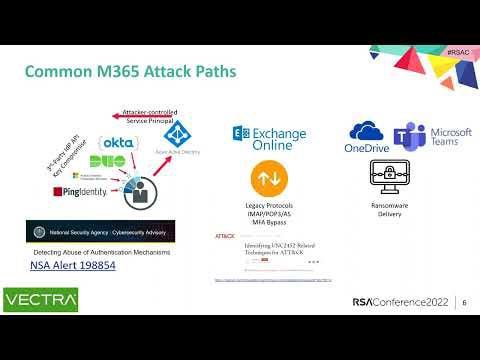 #RSAC
Common M365 Attack Paths
Attacker-controlled
Service Principal
3rd-Party IdP API
Key Compromise
okta
DUO
PingIdentity
Azure Active Directory
Exchange
Online
OneDrive
Microsoft
Teams
Legacy Protocols
IMAP/POP3/AS
MFA Bypass
Ransomware
Delivery
National Security Agency | Cybersecurity Advisory
Detecting Abuse of Authentication Mechanisms
NSA Alert 198854
ATT&CK
Identifying UNC2452-Related
Techniques for ATT&CK
VECTRA
RSAConference2022
6